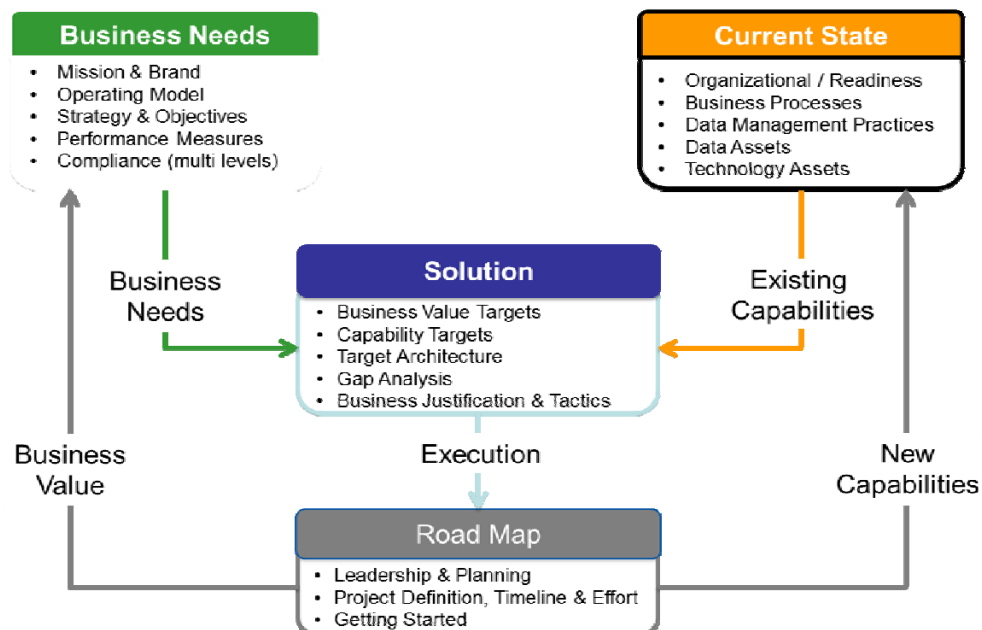 Business Needs
• Mission & Brand
• Operating Model
• Strategy & Objectives
• Performance Measures
• Compliance (multi levels)
Current State
• Organizational / Readiness
• Business Processes
• Data Management Practices
• Data Assets
• Technology Assets
Business
Needs
Solution
• Business Value Targets
• Capability Targets
• Target Architecture
• Gap Analysis
• Business Justification & Tactics
Existing
Capabilities
Business
Value
Execution
New
Capabilities
Road Map
• Leadership & Planning
• Project Definition, Timeline & Effort
• Getting Started